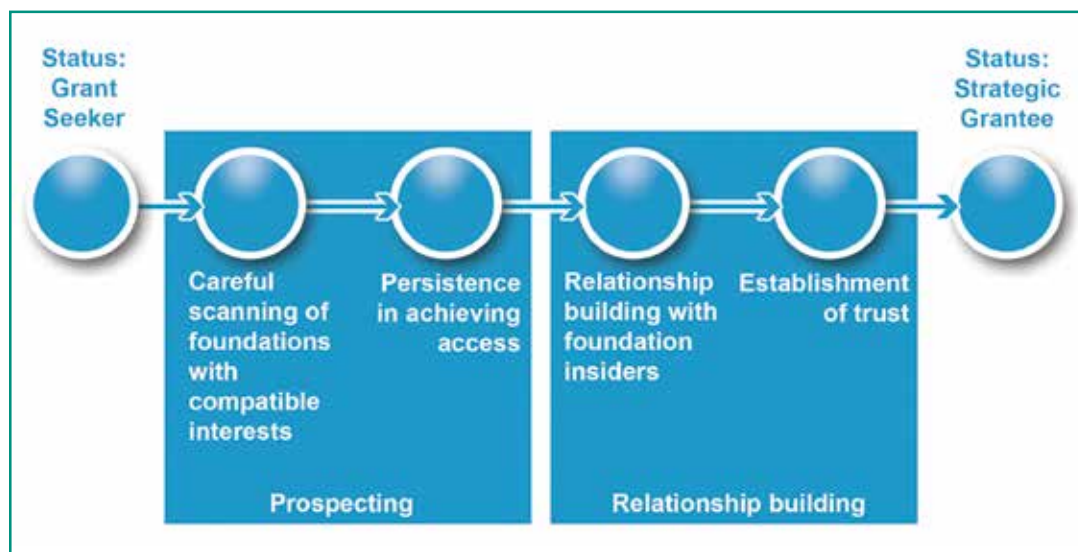 Status:
Grant
Seeker
Status:
Strategic
Grantee
Careful
scanning of
foundations
with
compatible
interests
Persistence
in achieving
access
Relationship
building with
foundation
insiders
Establishment
of trust
Prospecting
Relationship building